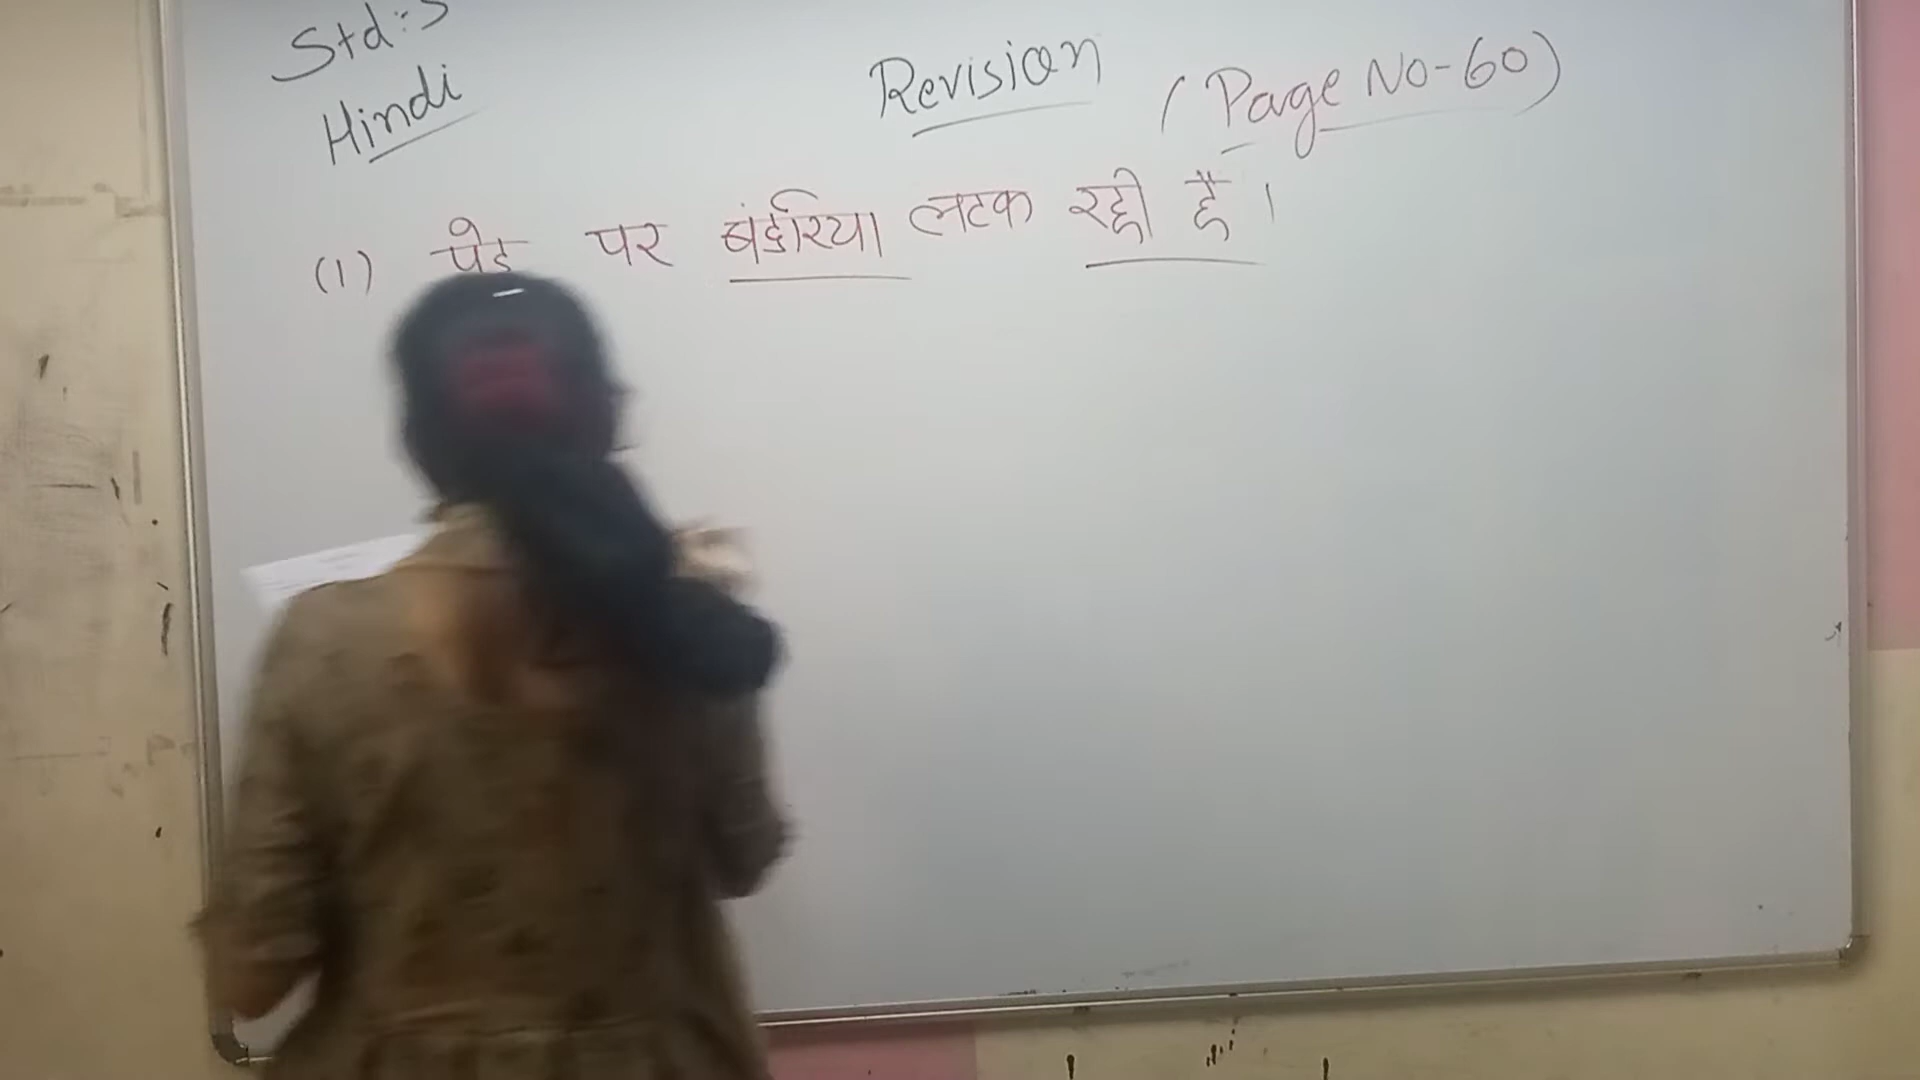 Std:-5
Hindi
Revision (Page No-60)
(1) पेड पर बंदरिया लटक रही है ।